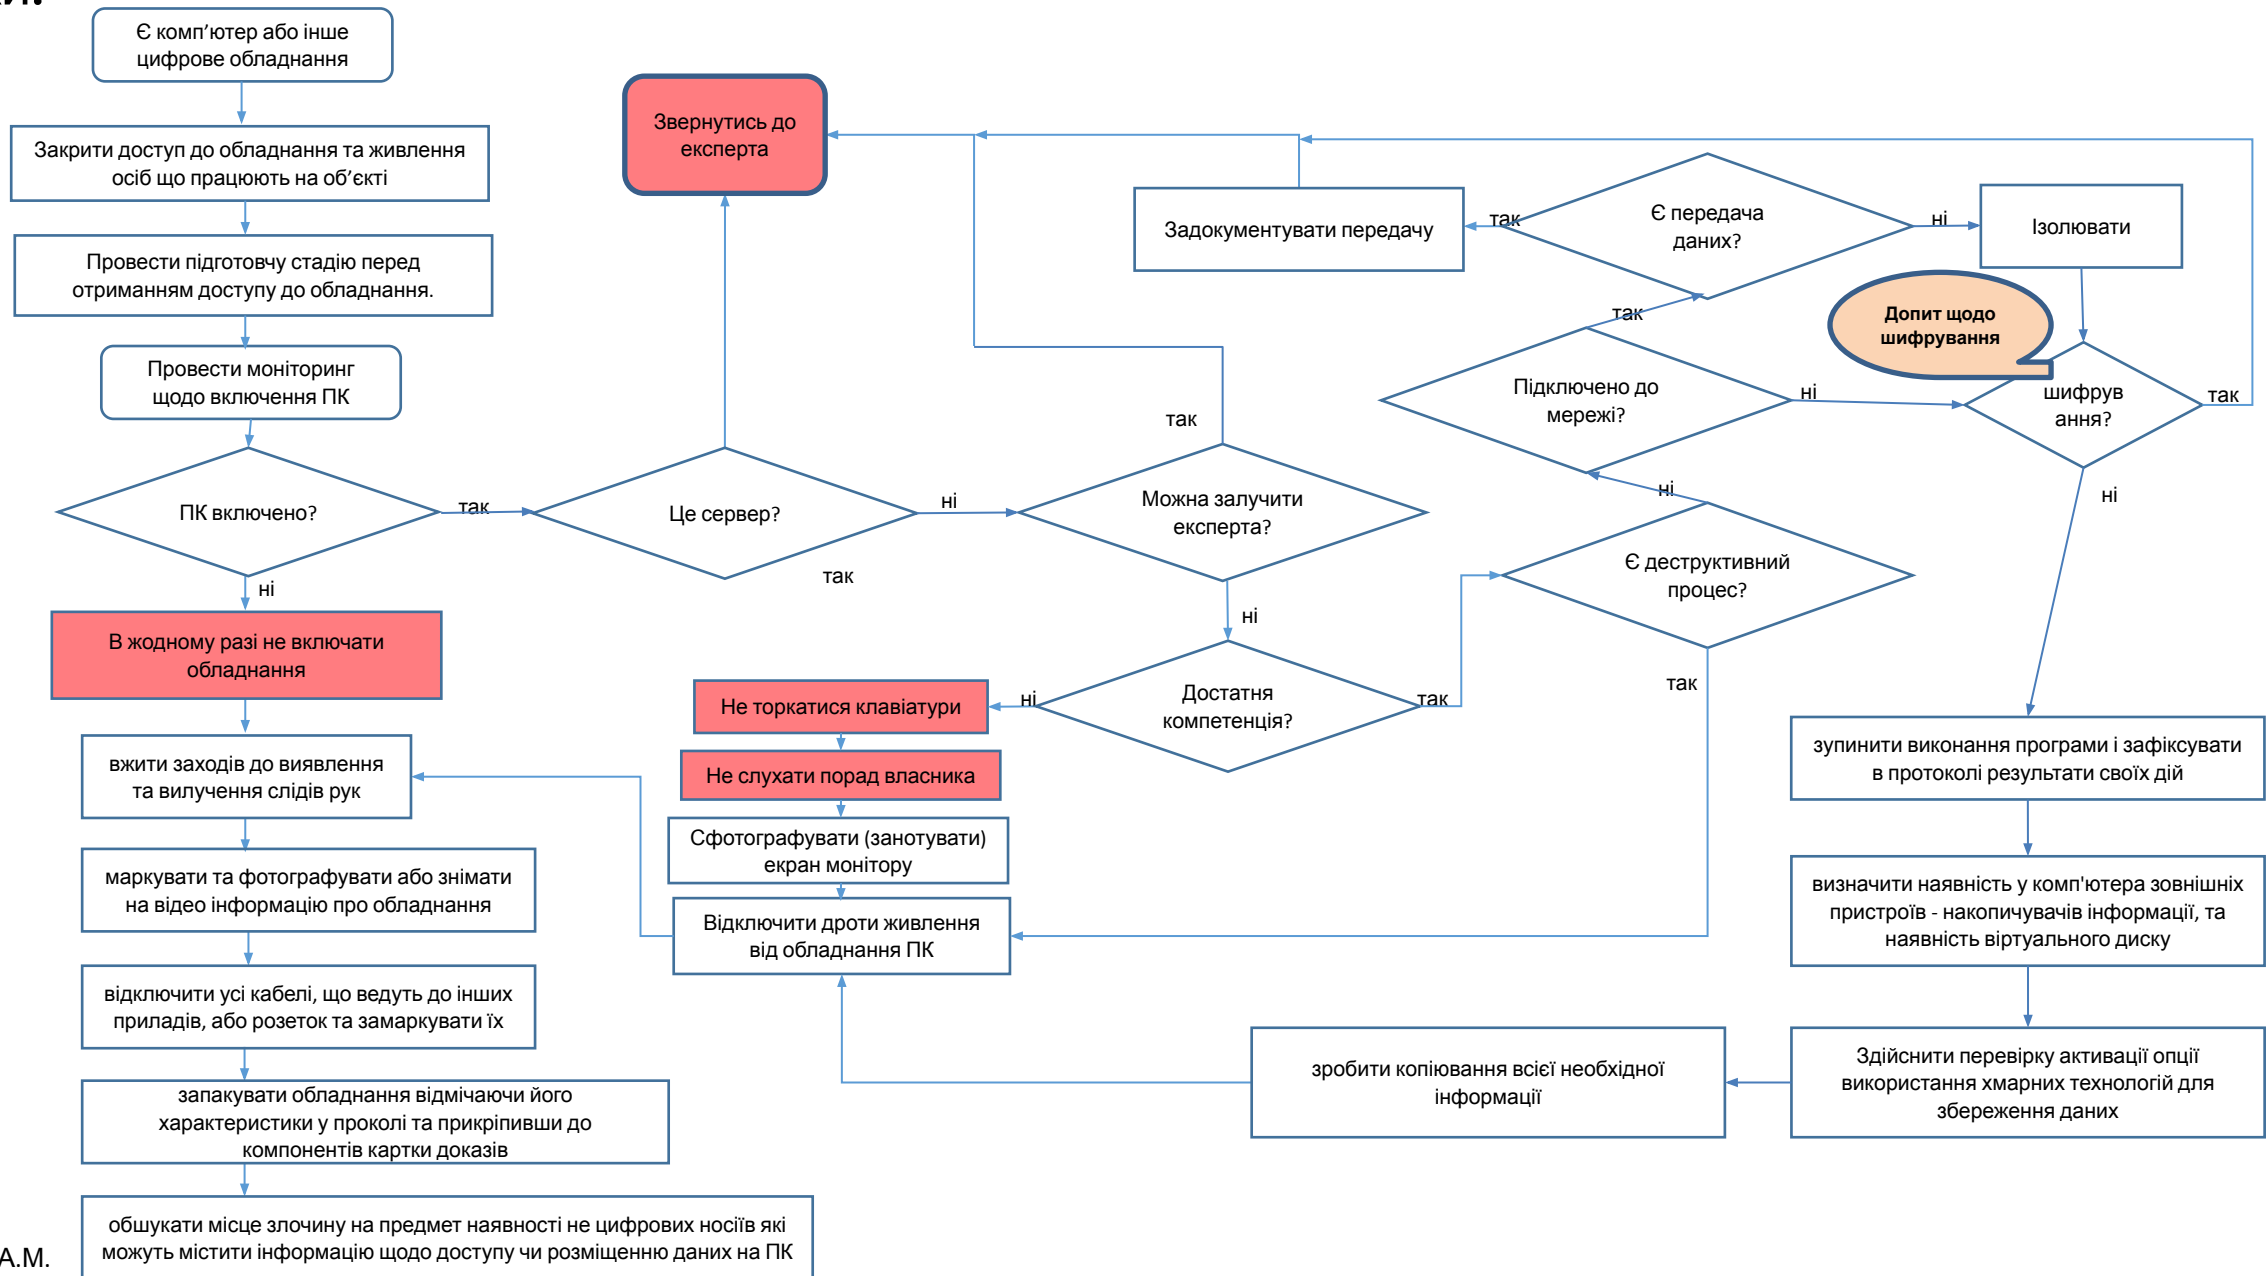 Є комп’ютер або інше
цифрове обладнання
Закрити доступ до обладнання та живлення
осіб що працюють на об’єкті
Провести підготовчу стадію перед
отриманням доступу до обладнання.
Провести моніторинг
щодо включення ПК
ПК включено?
так
ні
В жодному разі не включати
обладнання
вжити заходів до виявлення
та вилучення слідів рук
маркувати та фотографувати або знімати
на відео інформацію про обладнання
відключити усі кабелі, що ведуть до інших
приладів, або розеток та замаркувати їх
запакувати обладнання відмічаючи його
характеристики у проколі та прикріпивши до
компонентів картки доказів
обшукати місце злочину на предмет наявності не цифрових носіїв які
можуть містити інформацію щодо доступу чи розміщенню даних на ПК
А.М.
Звернутись до
експерта
Це сервер?
ні
так
Можна залучити
експерта?
так
ні
Достатня
компетенція?
ні
так
Не торкатися клавіатури
Не слухати порад власника
Сфотографувати (занотувати)
екран монітору
Відключити дроти живлення
від обладнання ПК
Є деструктивний
процес?
ні
так
Підключено до
мережі?
так
ні
Є передача
даних?
так
ні
Задокументувати передачу
Ізолювати
Допит щодо
шифрування
шифрув
ання?
так
ні
зупинити виконання програми і зафіксувати
в протоколі результати своїх дій
визначити наявність у комп'ютера зовнішніх
пристроїв - накопичувачів інформації, та
наявність віртуального диску
Здійснити перевірку активації опції
використання хмарних технологій для
збереження даних
зробити копіювання всієї необхідної
інформації